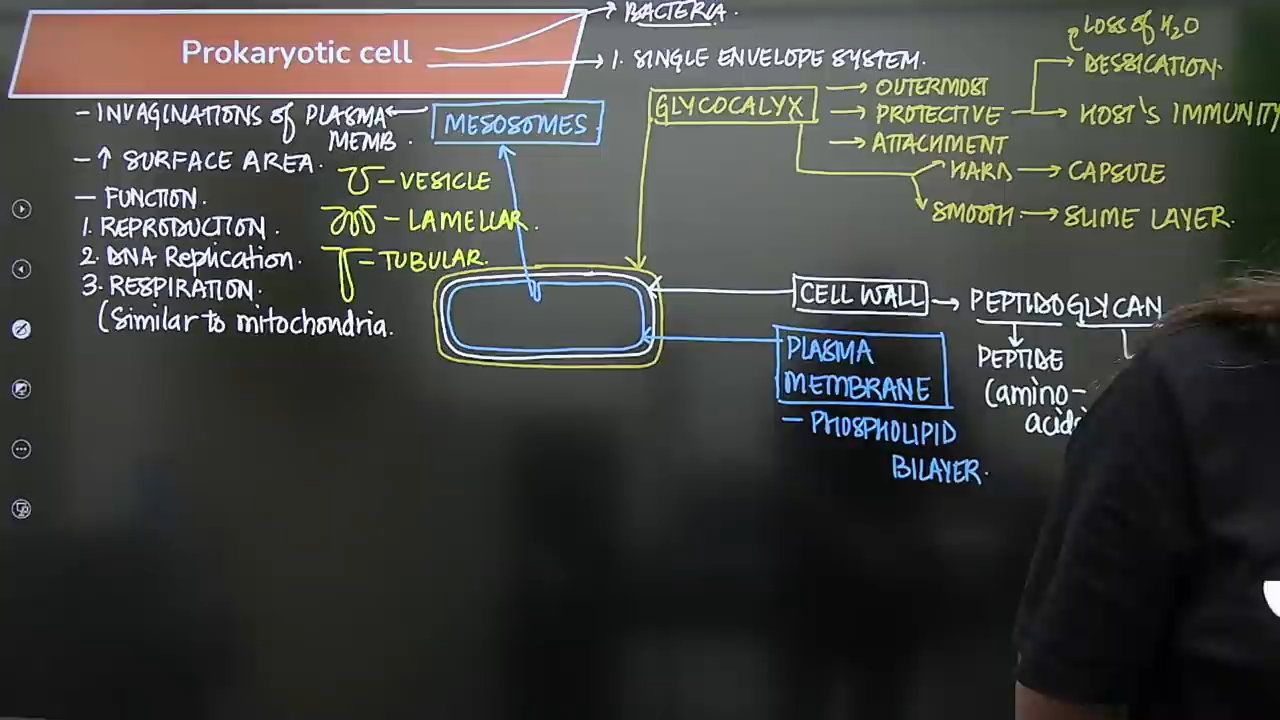 Prokaryotic cell
BACTERIA.
1. SINGLE ENVELOPE SYSTEM.
- INVAGINATIONS of PLASMA
MEMB.
- ↑ SURFACE AREA.
- FUNCTION.
1. REPRODUCTION.
2. DNA Replication.
3. RESPIRATION.
(Similar to mitochondria.
MESOSOMES
- VESICLE
- LAMELLAR.
- TUBULAR.
GLYCOCALYX
OUTERMOST
PROTECTIVE
ATTACHMENT
Loss of H2O
DESSICATION.
HOST'S IMMUNITY
HARD → CAPSULE
SMOOTH → SLIME LAYER.
CELL WALL → PEPTIDOGLYCAN
PEPTIDE
(amino-
acids
PLASMA
MEMBRANE
- PHOSPHOLIPID
BILAYER.